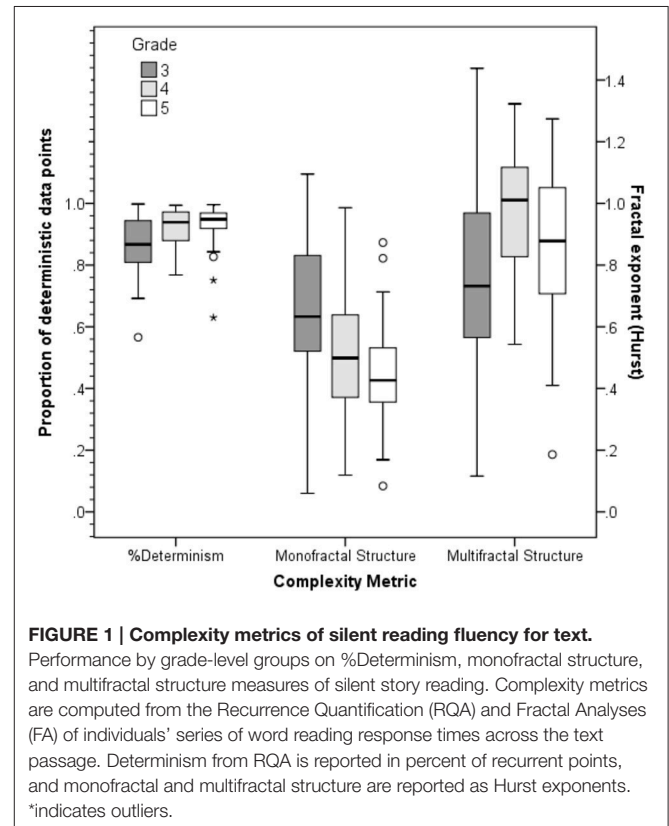 Grade
3
4
5
Proportion of deterministic data points
1.0
.8
.6
.4
.2
.0
1.4
1.2
1.0
.8
.6
.4
.2
.0
Fractal exponent (Hurst)
%Determinism Monofractal Structure Multifractal Structure
Complexity Metric
FIGURE 1 | Complexity metrics of silent reading fluency for text.
Performance by grade-level groups on %Determinism, monofractal structure,
and multifractal structure measures of silent story reading. Complexity metrics
are computed from the Recurrence Quantification (RQA) and Fractal Analyses
(FA) of individuals’ series of word reading response times across the text
passage. Determinism from RQA is reported in percent of recurrent points,
and monofractal and multifractal structure are reported as Hurst exponents.
*indicates outliers.